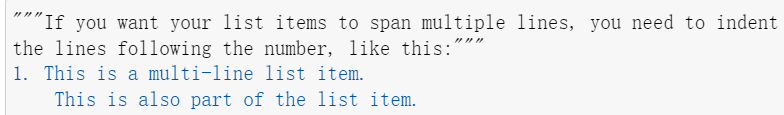 """If you want your list items to span multiple lines, you need to indent
the lines following the number, like this:"""
1. This is a multi-line list item.
    This is also part of the list item.